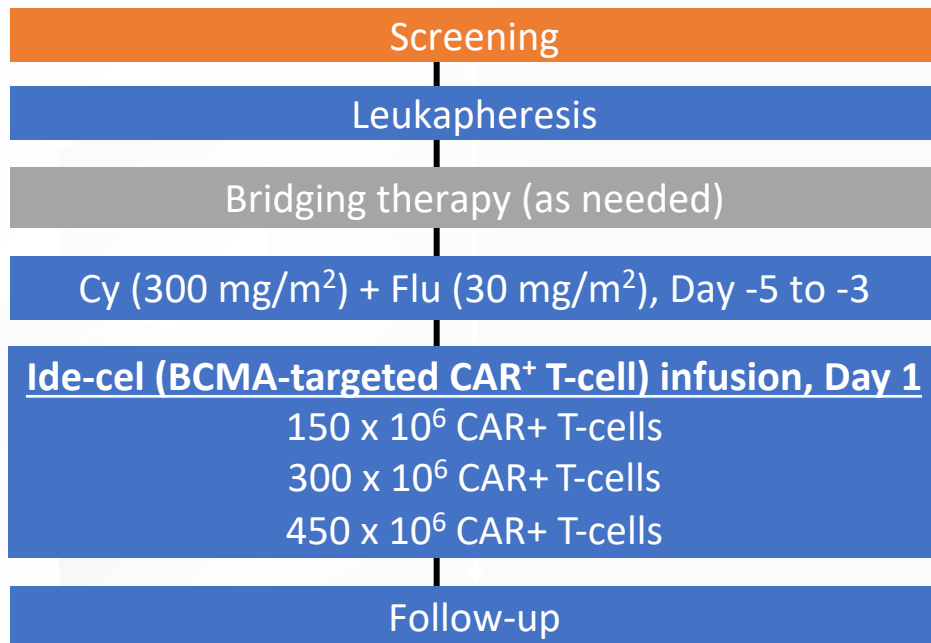 Screening
Leukapheresis
Bridging therapy (as needed)
Cy (300 mg/m²) + Flu (30 mg/m²), Day -5 to -3
Ide-cel (BCMA-targeted CAR⁺ T-cell) infusion, Day 1
150 x 10⁶ CAR+ T-cells
300 x 10⁶ CAR+ T-cells
450 x 10⁶ CAR+ T-cells
Follow-up